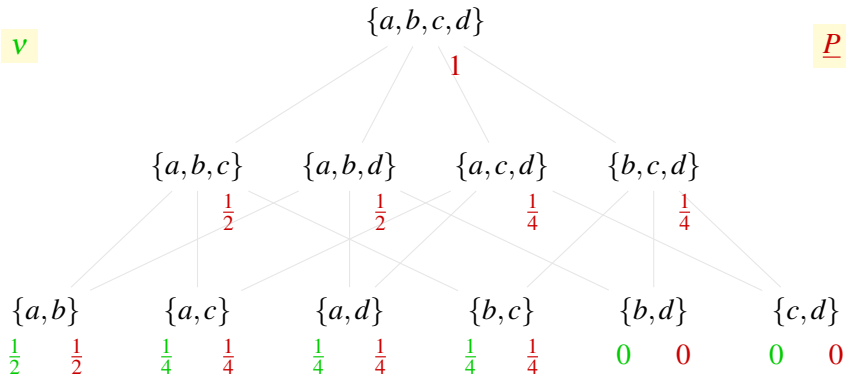 {a,b,c,d}
ν P
1
{a,b,c} {a,b,d} {a,c,d} {b,c,d}
1/2 1/2 1/4 1/4
{a,b} {a,c} {a,d} {b,c} {b,d} {c,d}
1/2 1/2 1/4 1/4 1/4 1/4 1/4 1/4 0 0 0 0